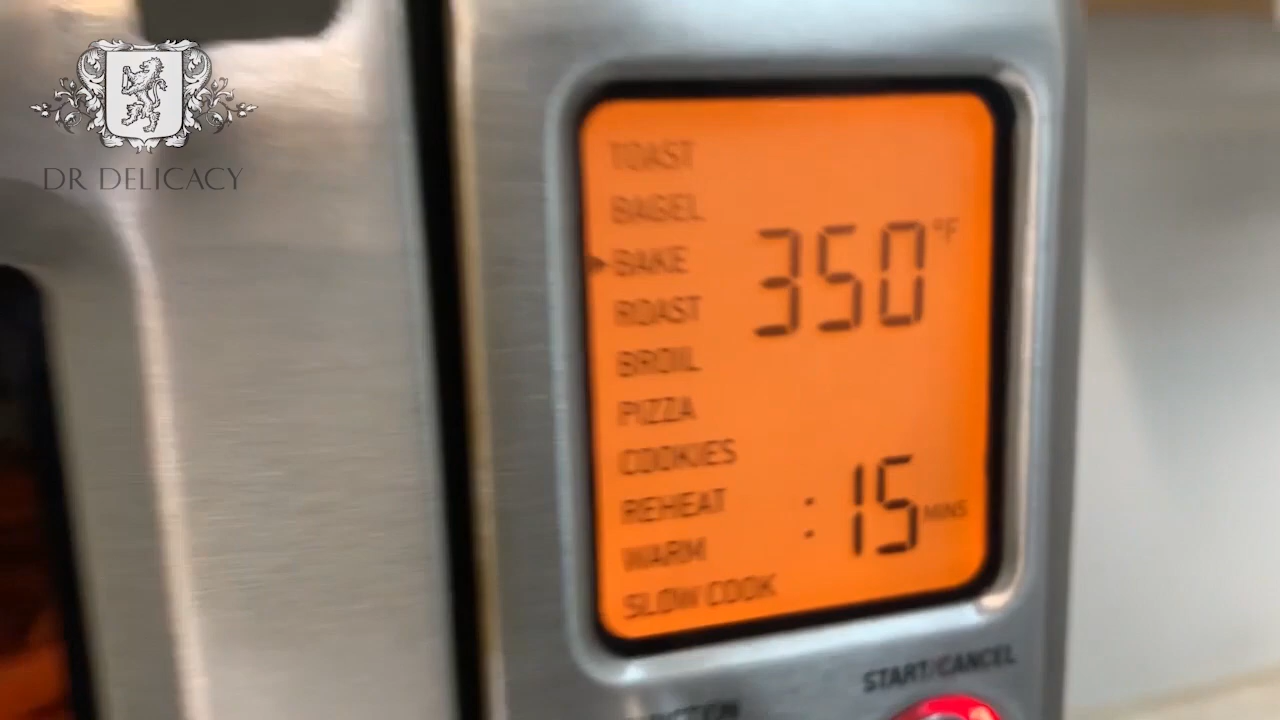 DR DELICACY
TOAST
BAGEL
BAKE
ROAST
BROIL
PIZZA
COOKIES
REHEAT
WARM
SLOW COOK
350 °F
:15 MINS
START/CANCEL